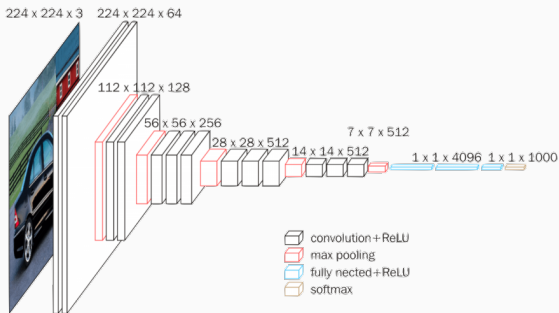 224 x 224 x 3
224 x 224 x 64
112 x 112 x 128
56 x 56 x 256
28 x 28 x 512
14 x 14 x 512
7 x 7 x 512
1 x 1 x 4096
1 x 1 x 1000
convolution+ReLU
max pooling
fully nected+ReLU
softmax